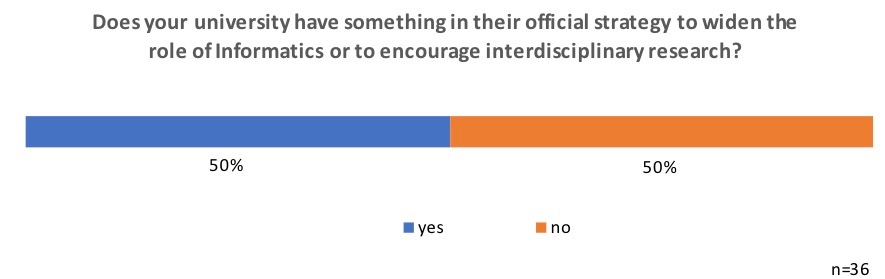 Does your university have something in their official strategy to widen the
role of Informatics or to encourage interdisciplinary research?
50%
50%
yes
no
n=36